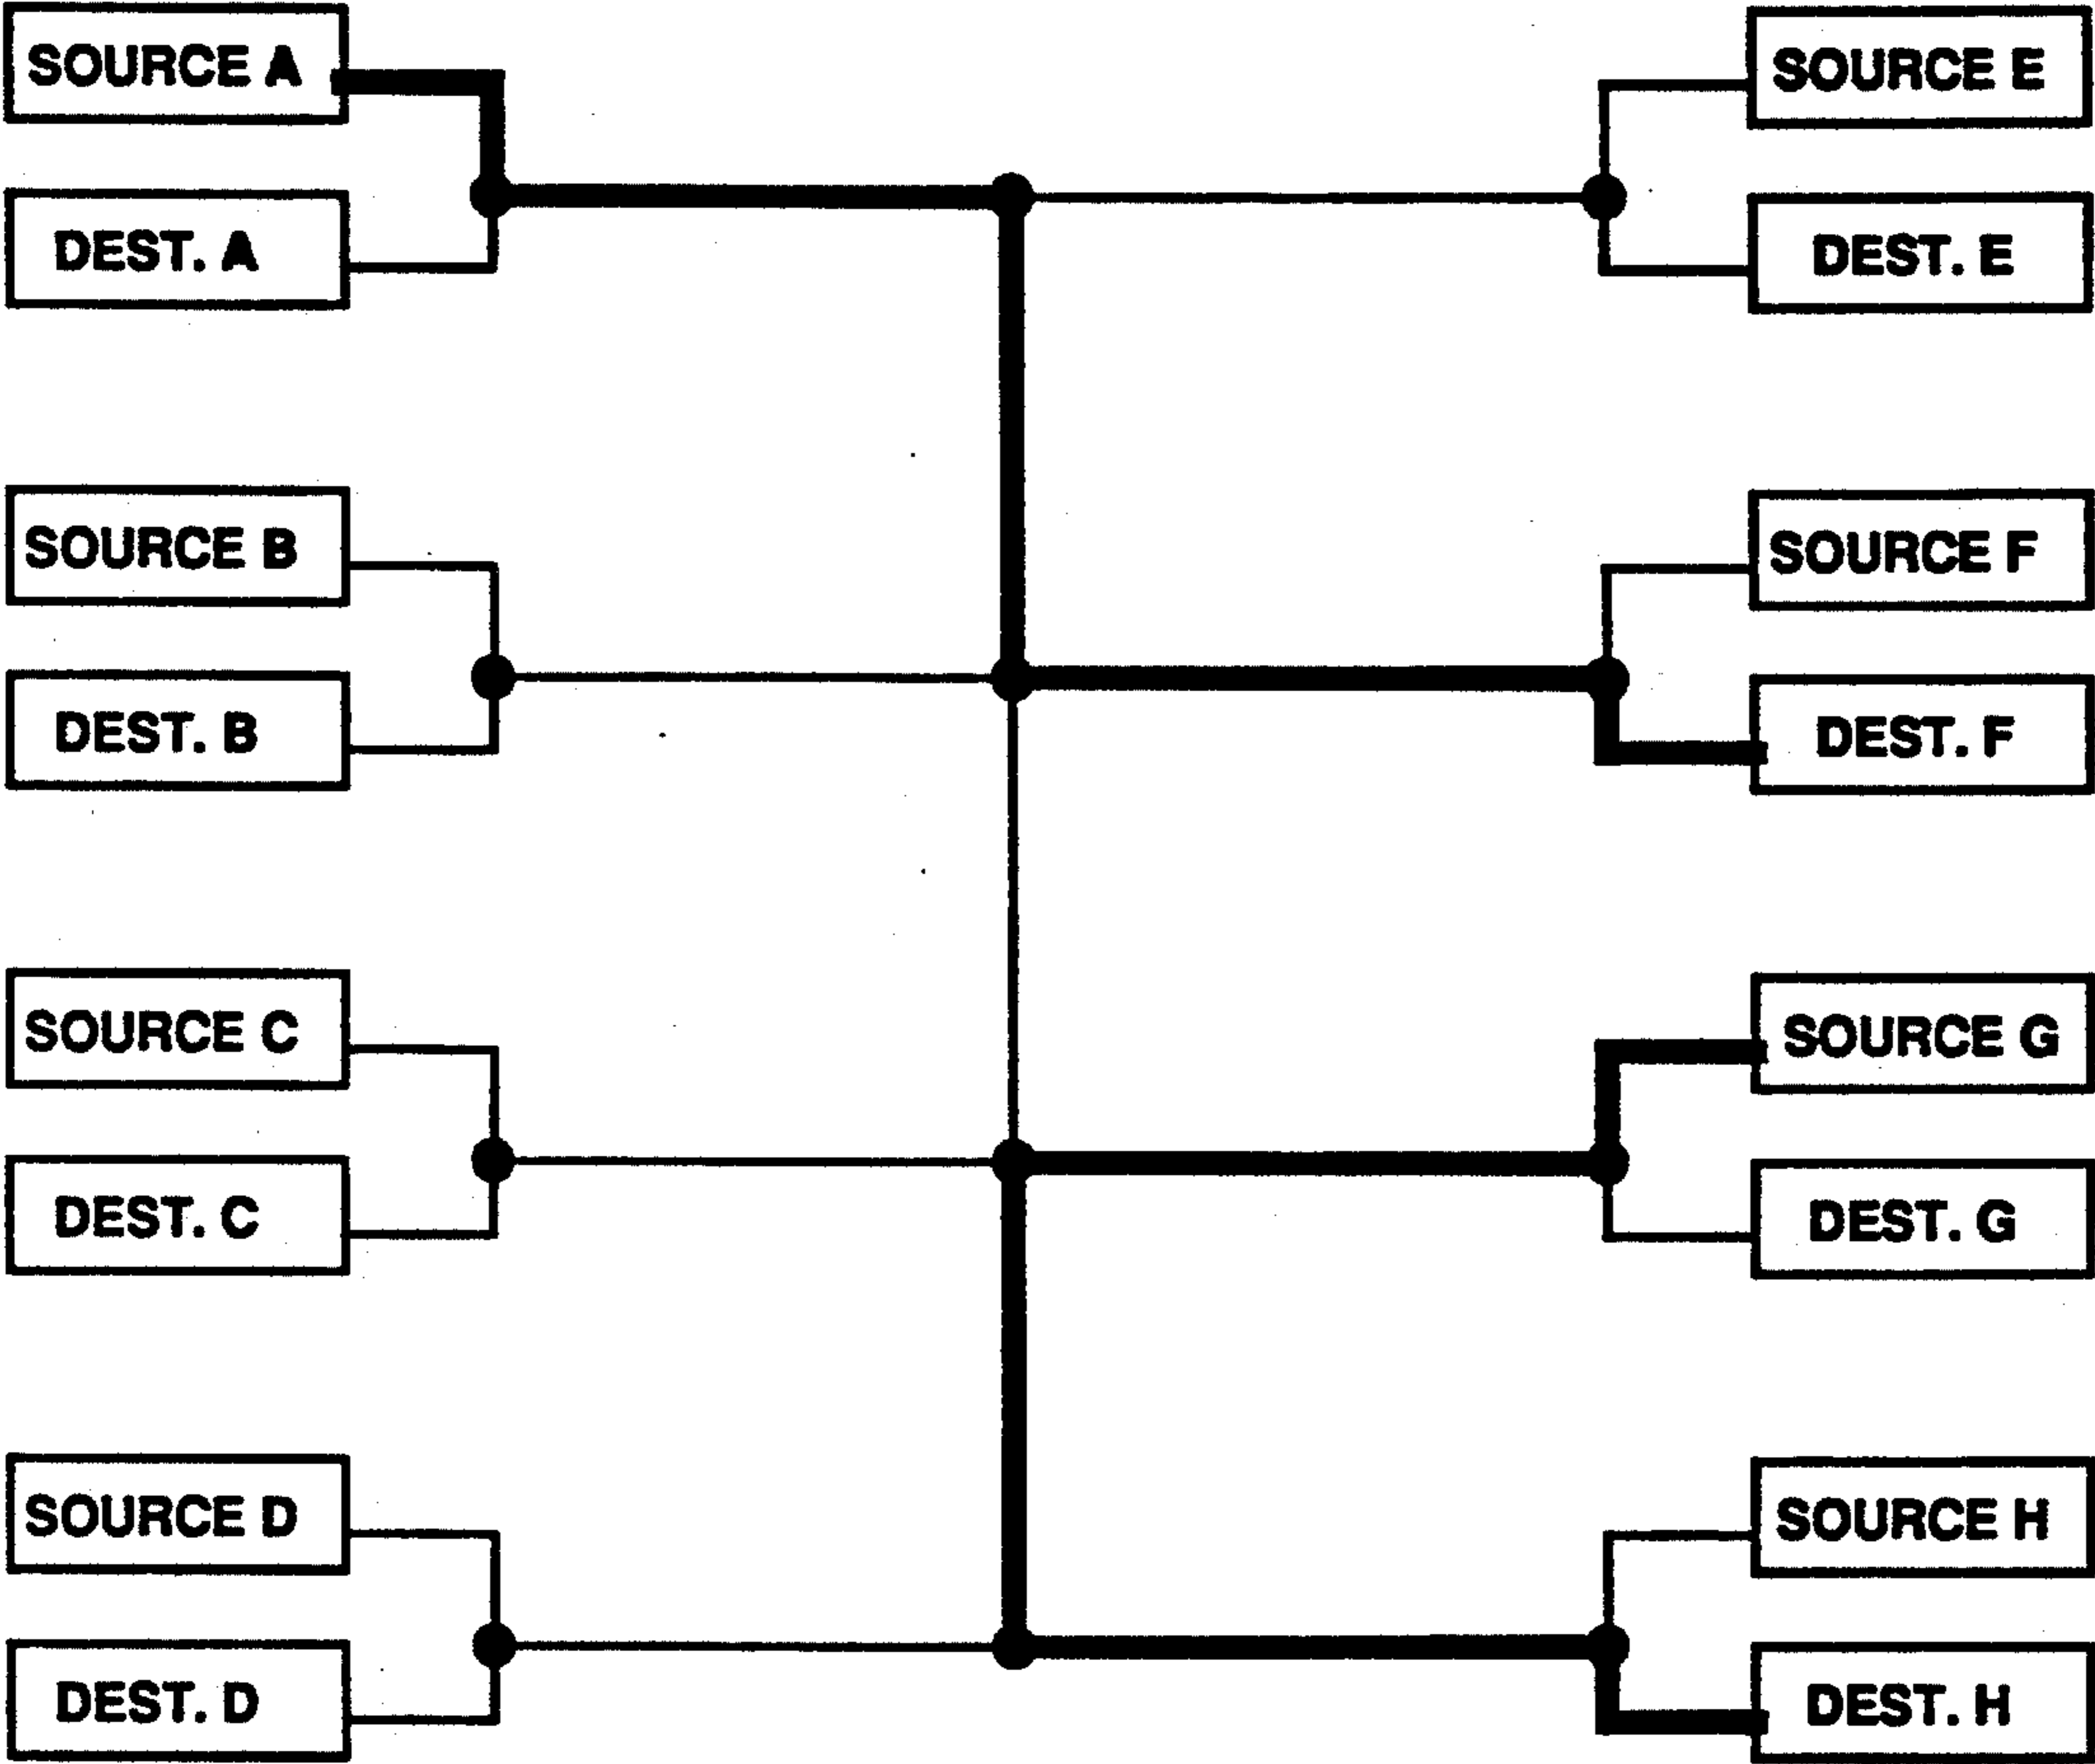 SOURCE A
DEST. A
SOURCE B
DEST. B
SOURCE C
DEST. C
SOURCE D
DEST. D
SOURCE E
DEST. E
SOURCE F
DEST. F
SOURCE G
DEST. G
SOURCE H
DEST. H